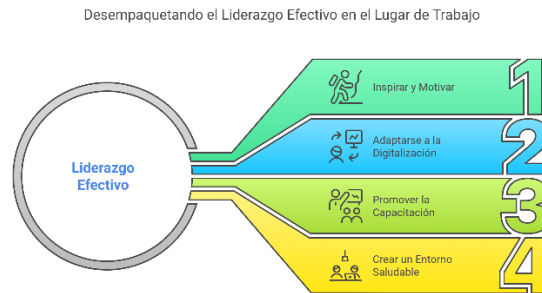 Desempaquetando el Liderazgo Efectivo en el Lugar de Trabajo
Liderazgo
Efectivo
Inspirar y Motivar
1
Adaptarse a la
Digitalización
2
Promover la
Capacitación
3
Crear un Entorno
Saludable
4